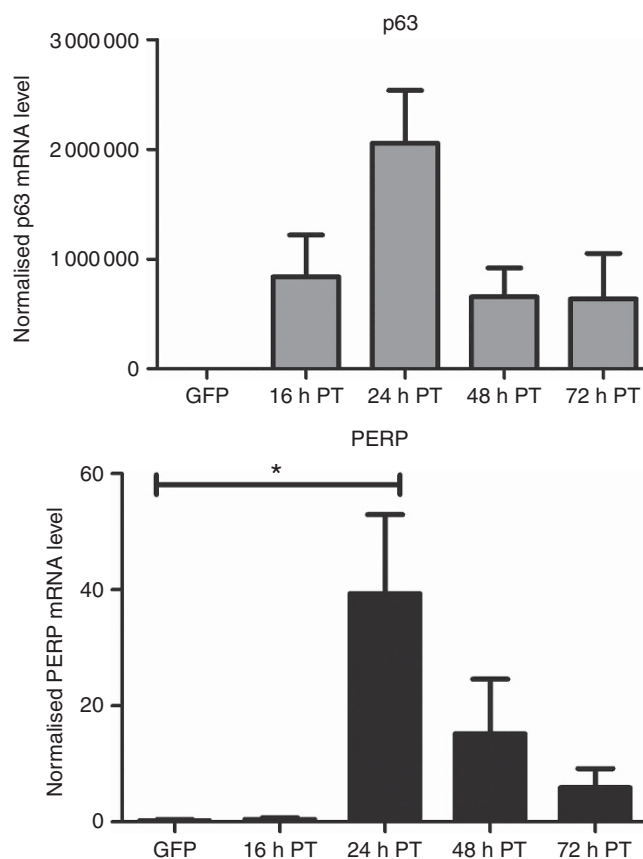 p63
Normalised p63 mRNA level
3 000 000
2 000 000
1 000 000
0
GFP 16 h PT 24 h PT 48 h PT 72 h PT
PERP
Normalised PERP mRNA level
60
*
40
20
0
GFP 16 h PT 24 h PT 48 h PT 72 h PT